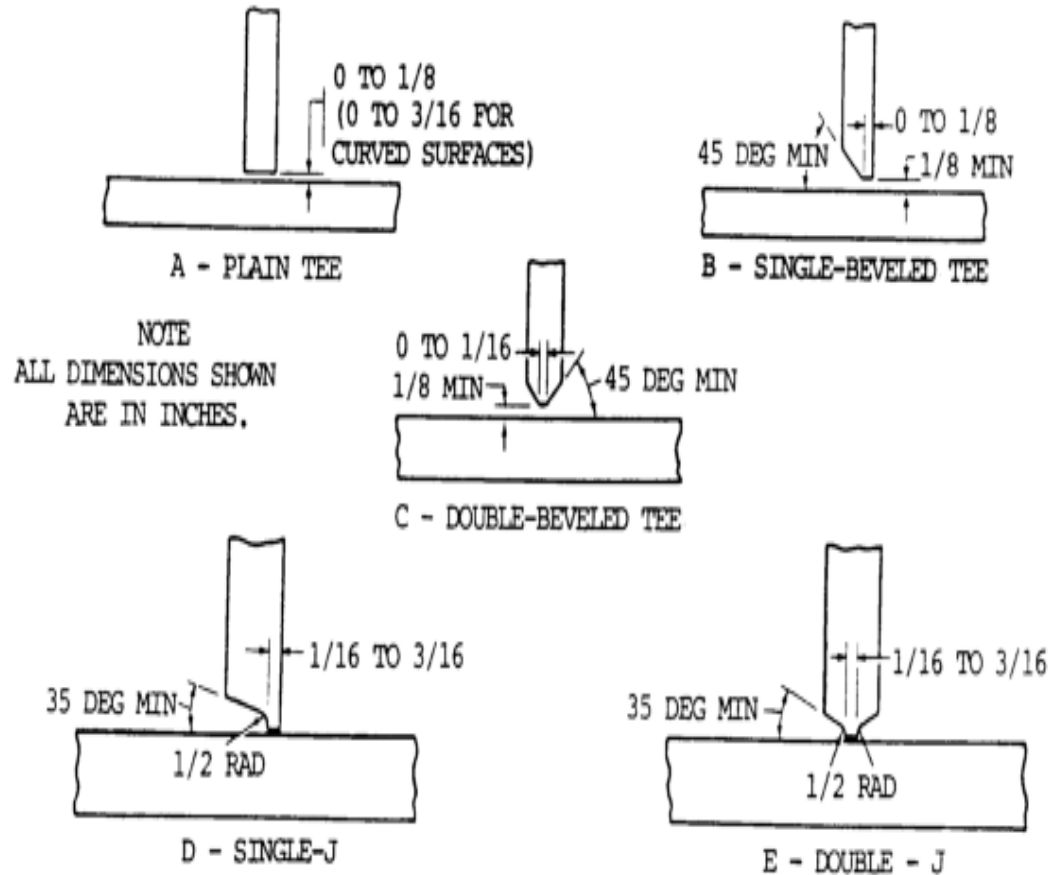 0 TO 1/8
(0 TO 3/16 FOR
CURVED SURFACES)
A - PLAIN TEE
45 DEG MIN
0 TO 1/8
1/8 MIN
B - SINGLE-BEVELED TEE
NOTE
ALL DIMENSIONS SHOWN
ARE IN INCHES.
0 TO 1/16
1/8 MIN
45 DEG MIN
C - DOUBLE-BEVELED TEE
1/16 TO 3/16
35 DEG MIN
1/2 RAD
D - SINGLE-J
1/16 TO 3/16
35 DEG MIN
1/2 RAD
E - DOUBLE - J